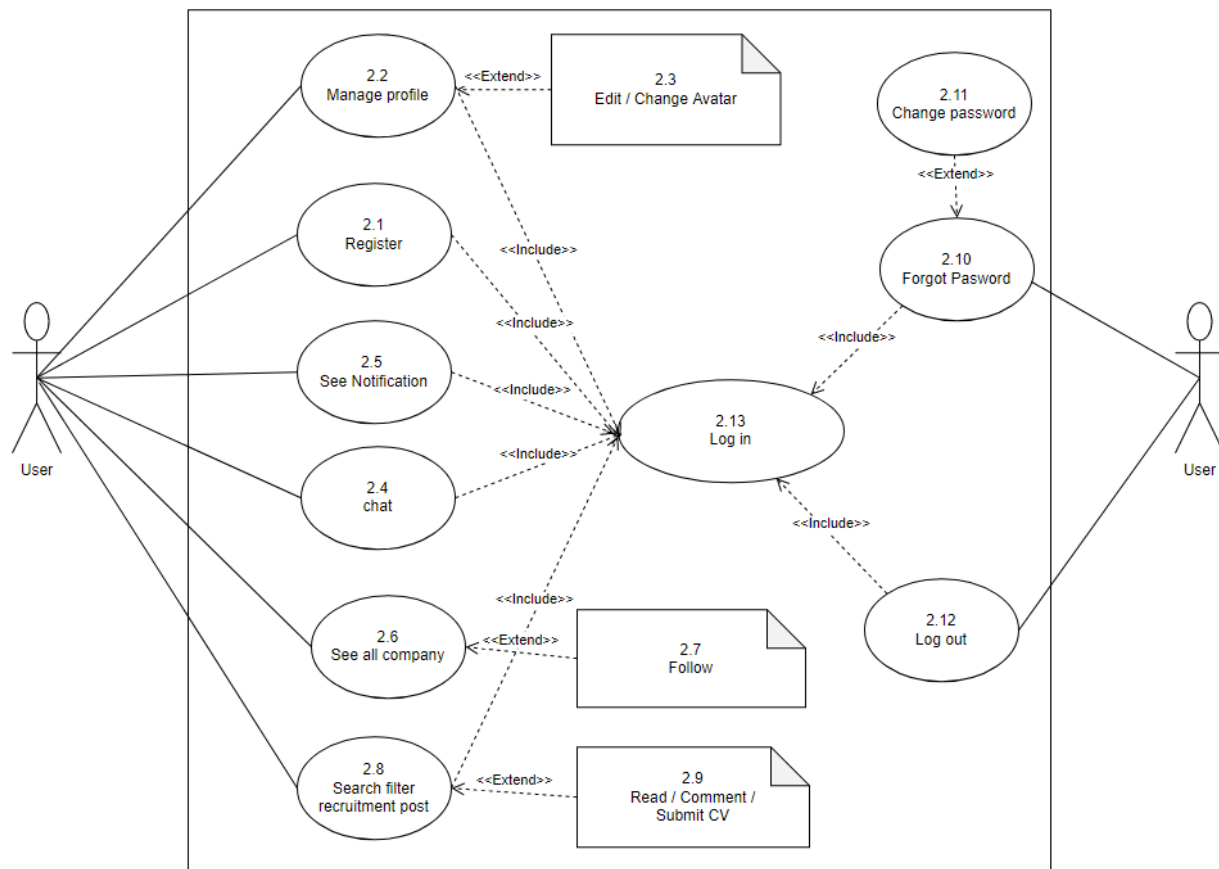 2.2
Manage profile
<<Extend>>
2.3
Edit / Change Avatar
2.11
Change password
<<Extend>>
2.1
Register
<<Include>>
2.10
Forgot Pasword
<<Include>>
<<Include>>
2.5
See Notification
<<Include>>
2.13
Log in
User
User
2.4
chat
<<Include>>
<<Include>>
<<Include>>
2.6
See all company
<<Extend>>
2.7
Follow
2.12
Log out
2.8
Search filter
recruitment post
<<Extend>>
2.9
Read / Comment /
Submit CV